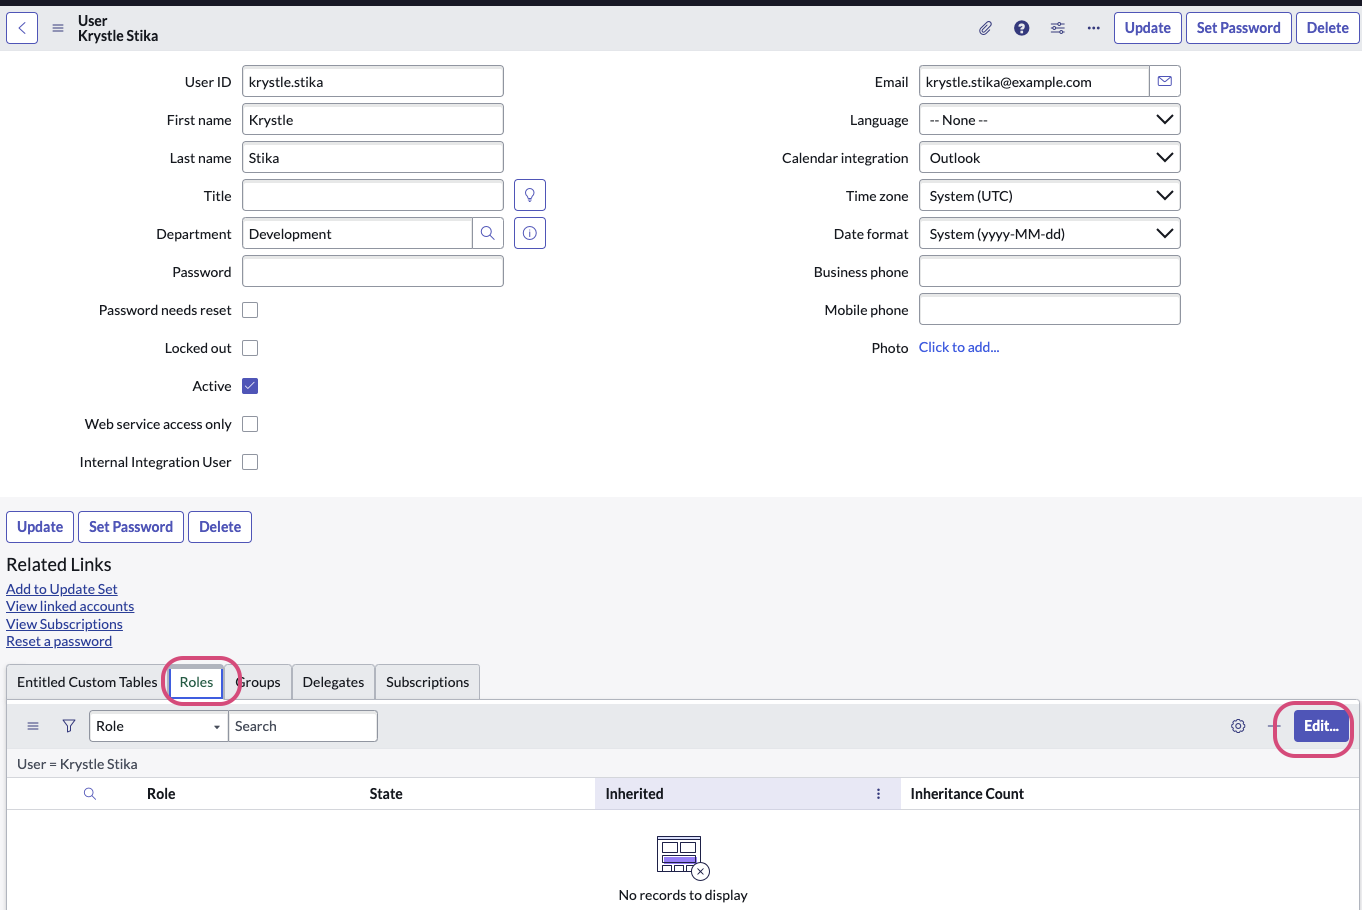 User
Krystle Stika
Update
Set Password
Delete
User ID
krystle.stika
First name
Krystle
Last name
Stika
Title
Department
Development
Password
Password needs reset
Locked out
Active
Web service access only
Internal Integration User
Email
krystle.stika@example.com
Language
-- None --
Calendar integration
Outlook
Time zone
System (UTC)
Date format
System (yyyy-MM-dd)
Business phone
Mobile phone
Photo
Click to add...
Update
Set Password
Delete
Related Links
Add to Update Set
View linked accounts
View Subscriptions
Reset a password
Entitled Custom Tables
Roles
Groups
Delegates
Subscriptions
Role
Search
Edit...
User = Krystle Stika
Role
State
Inherited
Inheritance Count
No records to display